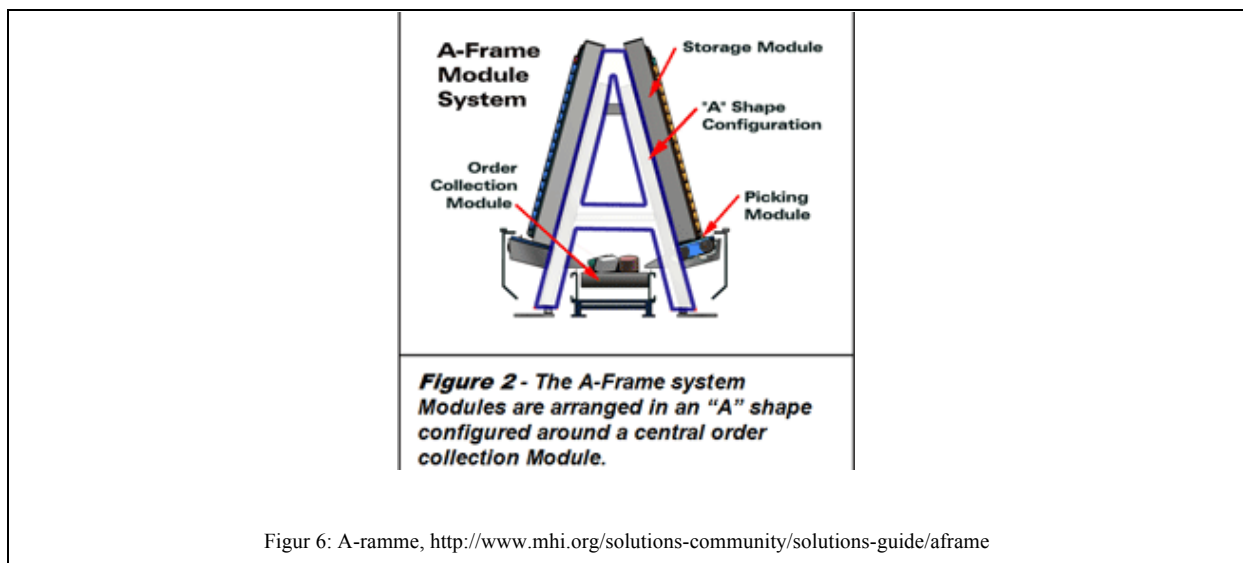 A-Frame
Module
System
Storage Module
"A" Shape
Configuration
Order
Collection
Module
Picking
Module
Figure 2 - The A-Frame system
Modules are arranged in an “A” shape
configured around a central order
collection Module.
Figur 6: A-ramme, http://www.mhi.org/solutions-community/solutions-guide/aframe